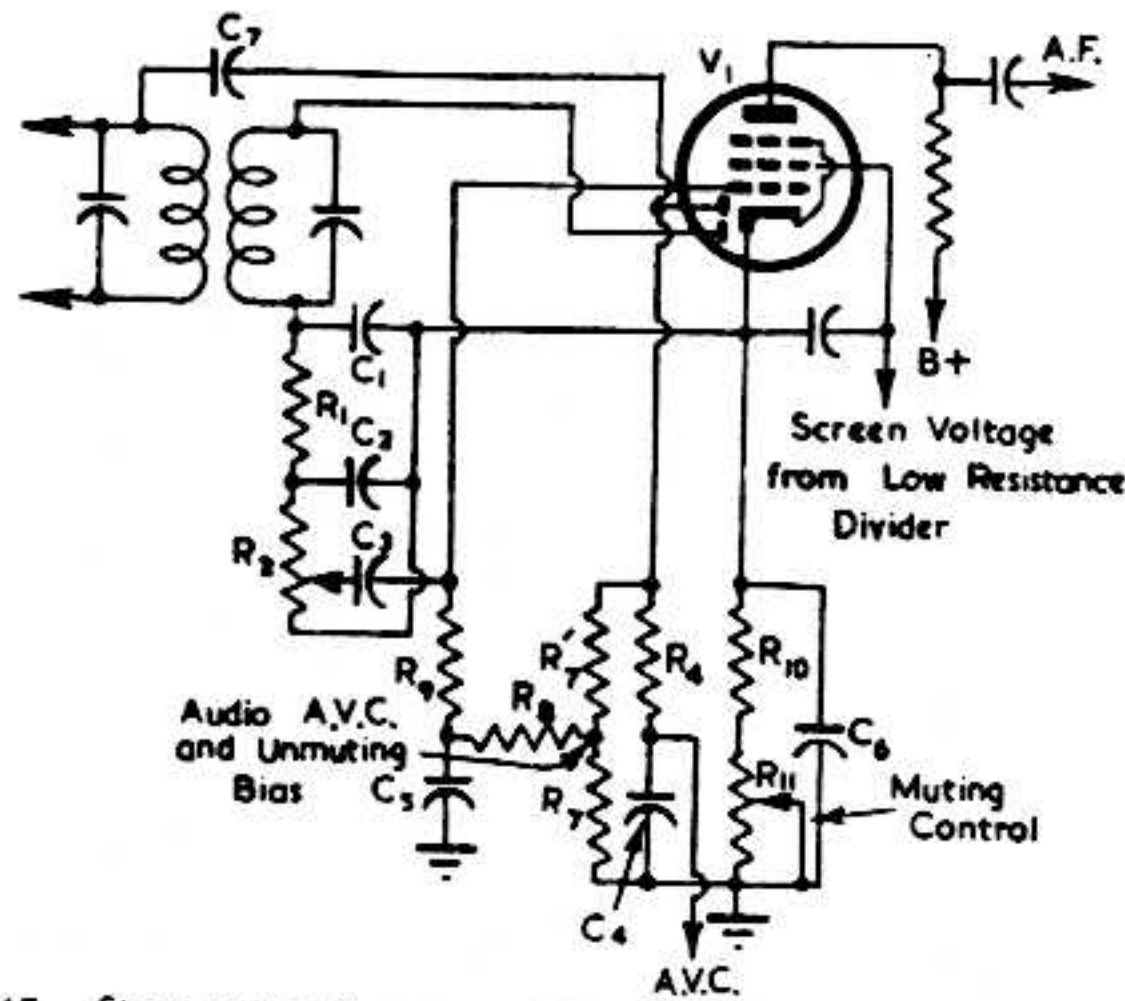 C₇
V₁
A.F.
B+
C₁
R₁
C₂
Screen Voltage
from Low Resistance
Divider
R₂
C₃
R₉
R₈
R₇'
R₄
R₁₀
Audio A.V.C.
and Unmuting
Bias
C₅
R₇
R₁₁
C₆
Muting
Control
C₄
A.V.C.